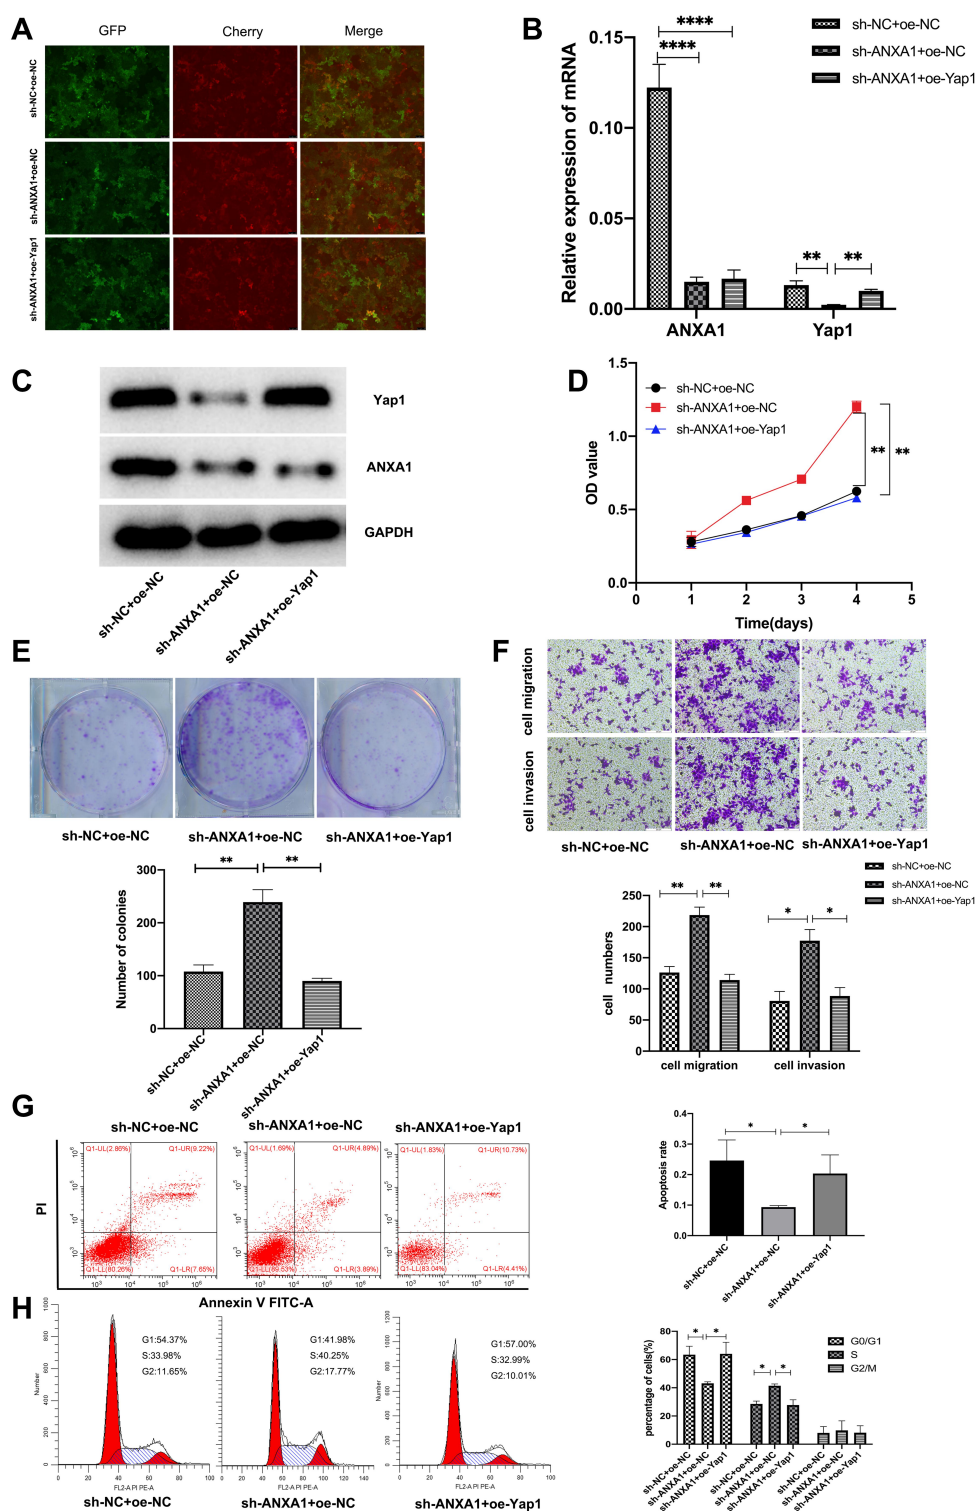 A
GFP
Cherry
Merge
sh-NC+oe-NC
sh-ANXA1+oe-NC
sh-ANXA1+oe-Yap1
B
sh-NC+oe-NC
sh-ANXA1+oe-NC
sh-ANXA1+oe-Yap1
Relative expression of mRNA
0.15
0.10
0.05
0.00
****
****
**
**
ANXA1
Yap1
C
Yap1
ANXA1
GAPDH
sh-NC+oe-NC
sh-ANXA1+oe-NC
sh-ANXA1+oe-Yap1
D
sh-NC+oe-NC
sh-ANXA1+oe-NC
sh-ANXA1+oe-Yap1
OD value
1.5
1.0
0.5
0.0
**
**
0 1 2 3 4 5
Time(days)
E
sh-NC+oe-NC
sh-ANXA1+oe-NC
sh-ANXA1+oe-Yap1
Number of colonies
300
200
100
0
**
**
sh-NC+oe-NC
sh-ANXA1+oe-NC
sh-ANXA1+oe-Yap1
F
cell migration
cell invasion
sh-NC+oe-NC
sh-ANXA1+oe-NC
sh-ANXA1+oe-Yap1
sh-NC+oe-NC
sh-ANXA1+oe-NC
sh-ANXA1+oe-Yap1
cell numbers
250
200
150
100
50
0
**
**
*
*
cell migration
cell invasion
G
sh-NC+oe-NC
sh-ANXA1+oe-NC
sh-ANXA1+oe-Yap1
PI
Q1-UL(2.86%)
Q1-UR(9.22%)
Q1-LL(80.26%)
Q1-LR(7.65%)
Q1-UL(1.69%)
Q1-UR(4.89%)
Q1-LL(89.53%)
Q1-LR(3.89%)
Q1-UL(1.83%)
Q1-UR(10.73%)
Q1-LL(83.04%)
Q1-LR(4.41%)
Annexin V FITC-A
Apoptosis rate
0.4
0.3
0.2
0.1
0.0
*
*
sh-NC+oe-NC
sh-ANXA1+oe-NC
sh-ANXA1+oe-Yap1
H
G1:54.37%
S:33.98%
G2:11.65%
Number
FL2-A PI PE-A
sh-NC+oe-NC
G1:41.98%
S:40.25%
G2:17.77%
FL2-A PI PE-A
sh-ANXA1+oe-NC
G1:57.00%
S:32.99%
G2:10.01%
Number
FL2-A PI PE-A
sh-ANXA1+oe-Yap1
percentage of cells(%)
80
60
40
20
0
*
*
*
*
G0/G1
S
G2/M
sh-NC+oe-NC
sh-ANXA1+oe-NC
sh-ANXA1+oe-Yap1
sh-NC+oe-NC
sh-ANXA1+oe-NC
sh-ANXA1+oe-Yap1
sh-NC+oe-NC
sh-ANXA1+oe-NC
sh-ANXA1+oe-Yap1